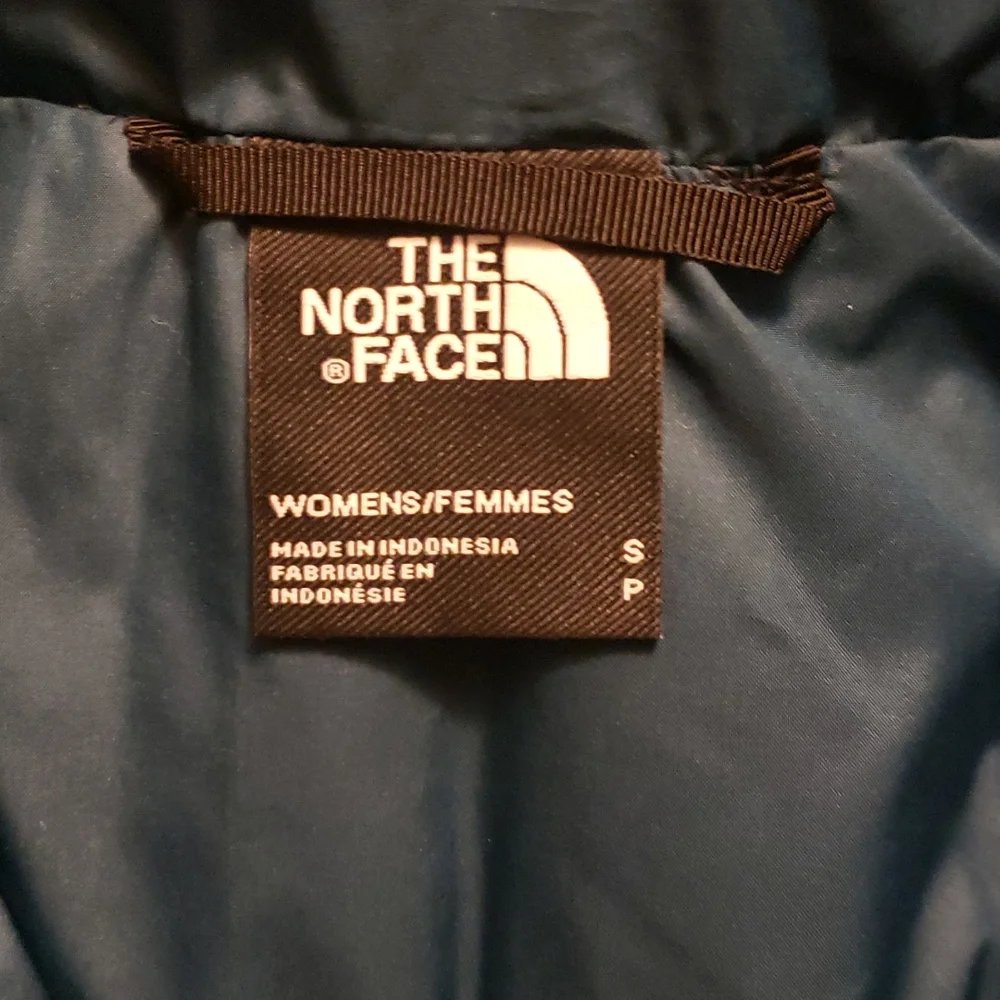 THE
NORTH
®FACE
WOMENS/FEMMES
MADE IN INDONESIA S
FABRIQUÉ EN
INDONÉSIE P